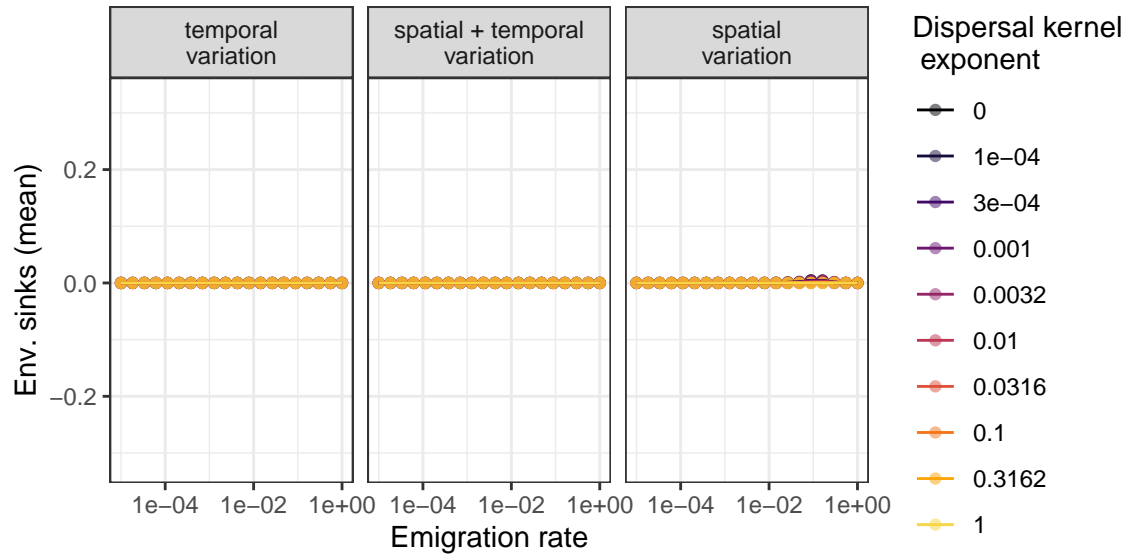 temporal
variation
spatial + temporal
variation
spatial
variation
Dispersal kernel
exponent
0
1e−04
3e−04
0.001
0.0032
0.01
0.0316
0.1
0.3162
1
Env. sinks (mean)
0.2
0.0
−0.2
1e−04
1e−02
1e+00
1e−04
1e−02
1e+00
1e−04
1e−02
1e+00
Emigration rate